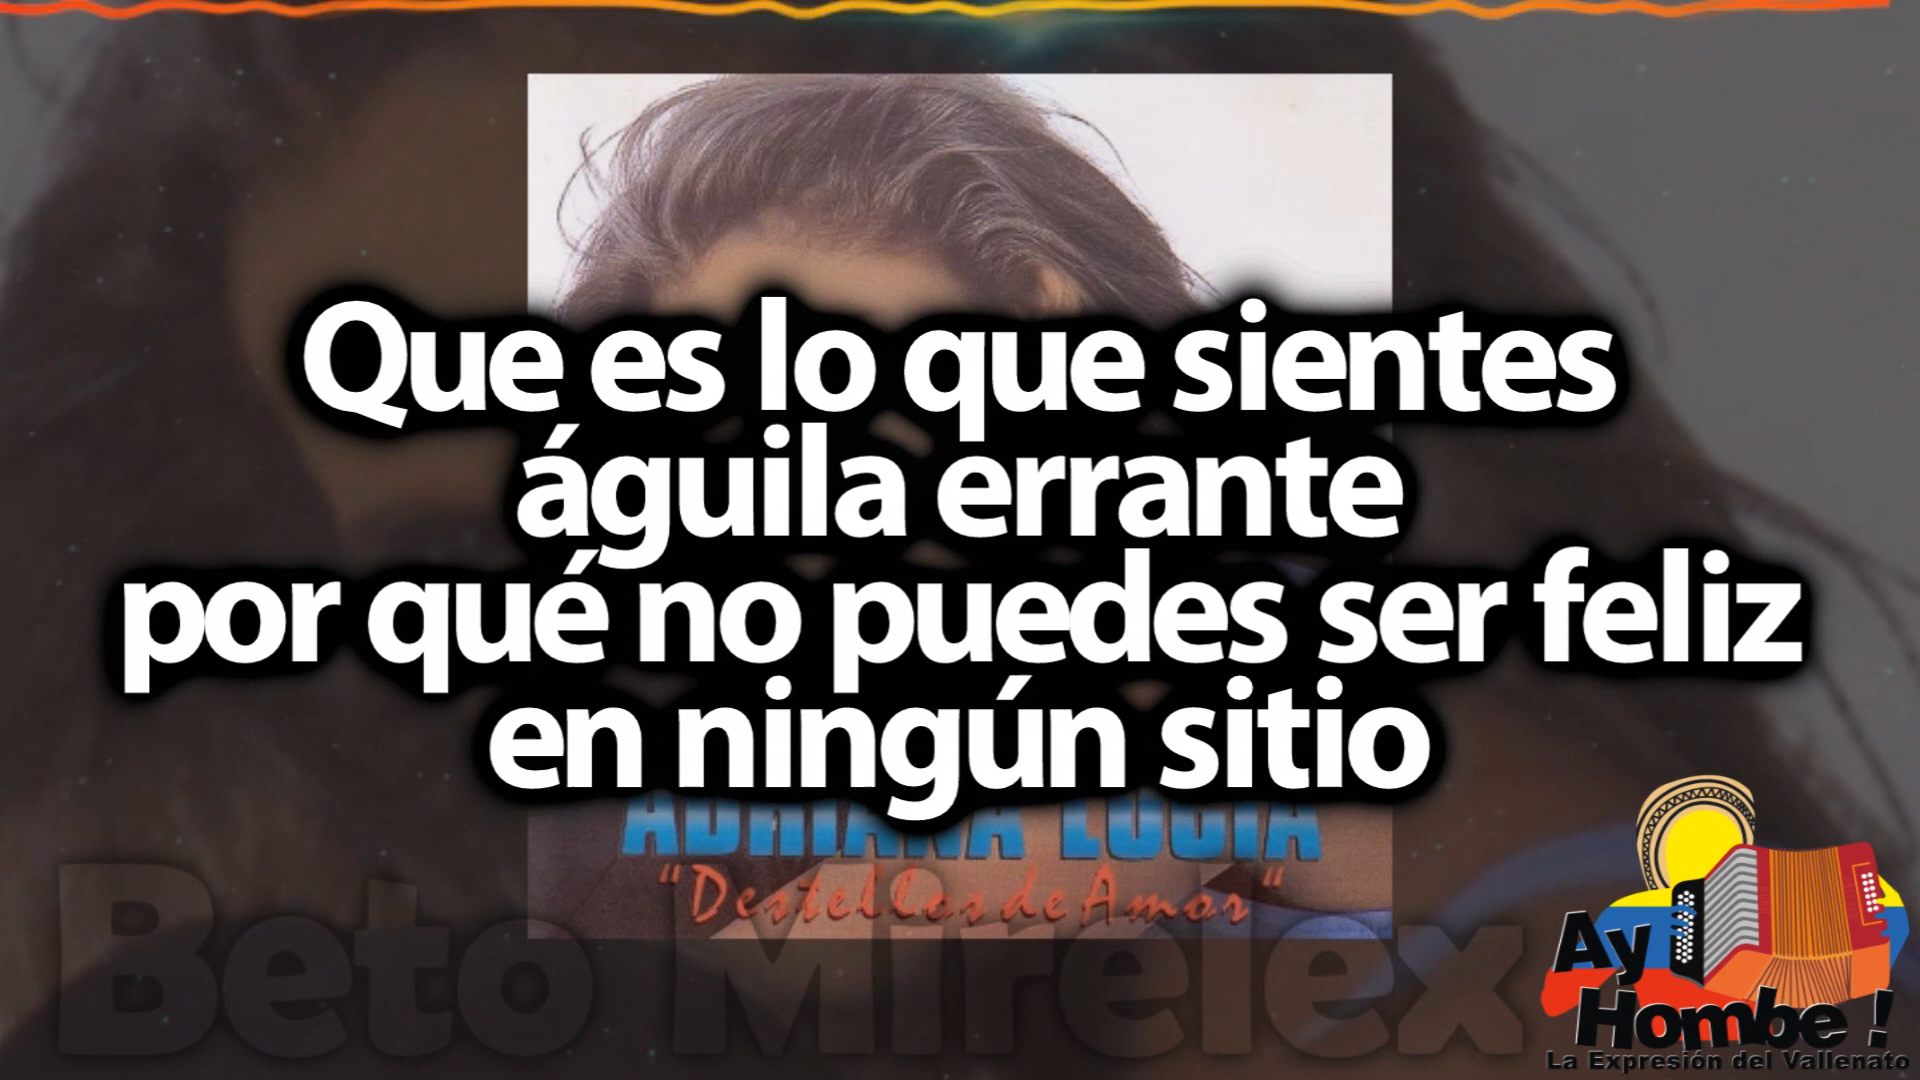 Que es lo que sientes
águila errante
por qué no puedes ser feliz
en ningún sitio
ADRIANA LUCIA
"Destellos de Amor"
Beto Mirelex
Ay
Hombe !
La Expresión del Vallenato